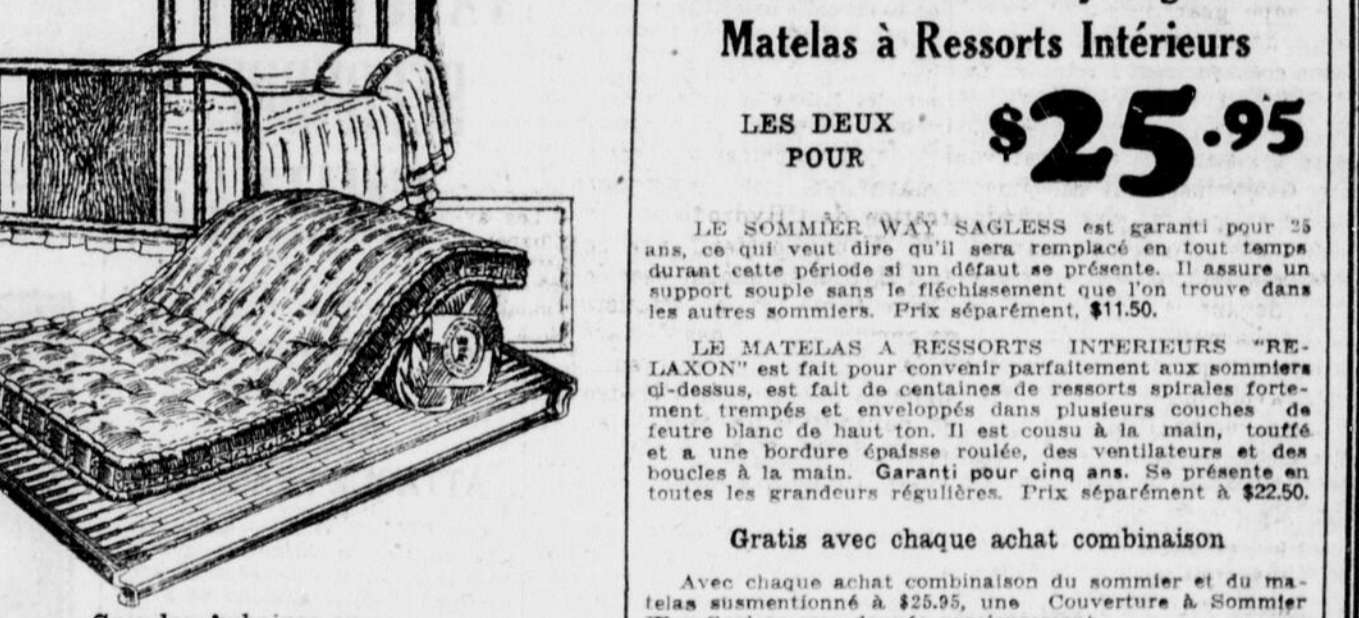 Matelas à Ressorts Intérieurs
LES DEUX
POUR
$25.95
LE SOMMIER WAY SAGLESS est garanti pour 25
ans, ce qui veut dire qu'il sera remplacé en tout temps
durant cette période si un défaut se présente. Il assure un
support souple sans le fléchissement que l'on trouve dans
les autres sommiers. Prix séparément, $11.50.
LE MATELAS A RESSORTS INTERIEURS "RE-
LAXON" est fait pour convenir parfaitement aux sommiers
ci-dessus, est fait de centaines de ressorts spirales forte-
ment trempés et enveloppés dans plusieurs couches de
feutre blanc de haut ton. Il est cousu à la main, touffé
et a une bordure épaisse roulée, des ventilateurs et des
boucles à la main. Garanti pour cinq ans. Se présente en
toutes les grandeurs régulières. Prix séparément à $22.50.
Gratis avec chaque achat combinaison
Avec chaque achat combinaison du sommier et du ma-
telas susmentionné à $25.95, une Couverture à Sommier